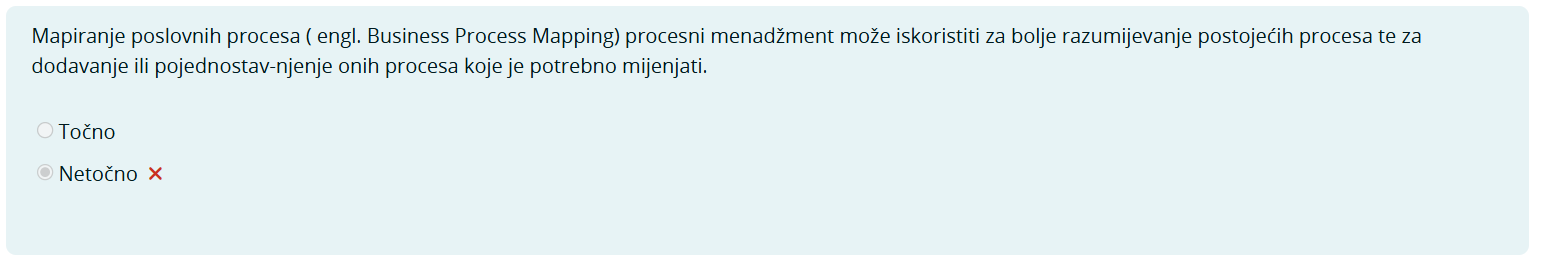 Mapiranje poslovnih procesa ( engl. Business Process Mapping) procesni menadžment može iskoristiti za bolje razumijevanje postojećih procesa te za
dodavanje ili pojednostav-njenje onih procesa koje je potrebno mijenjati.
Točno
Netočno